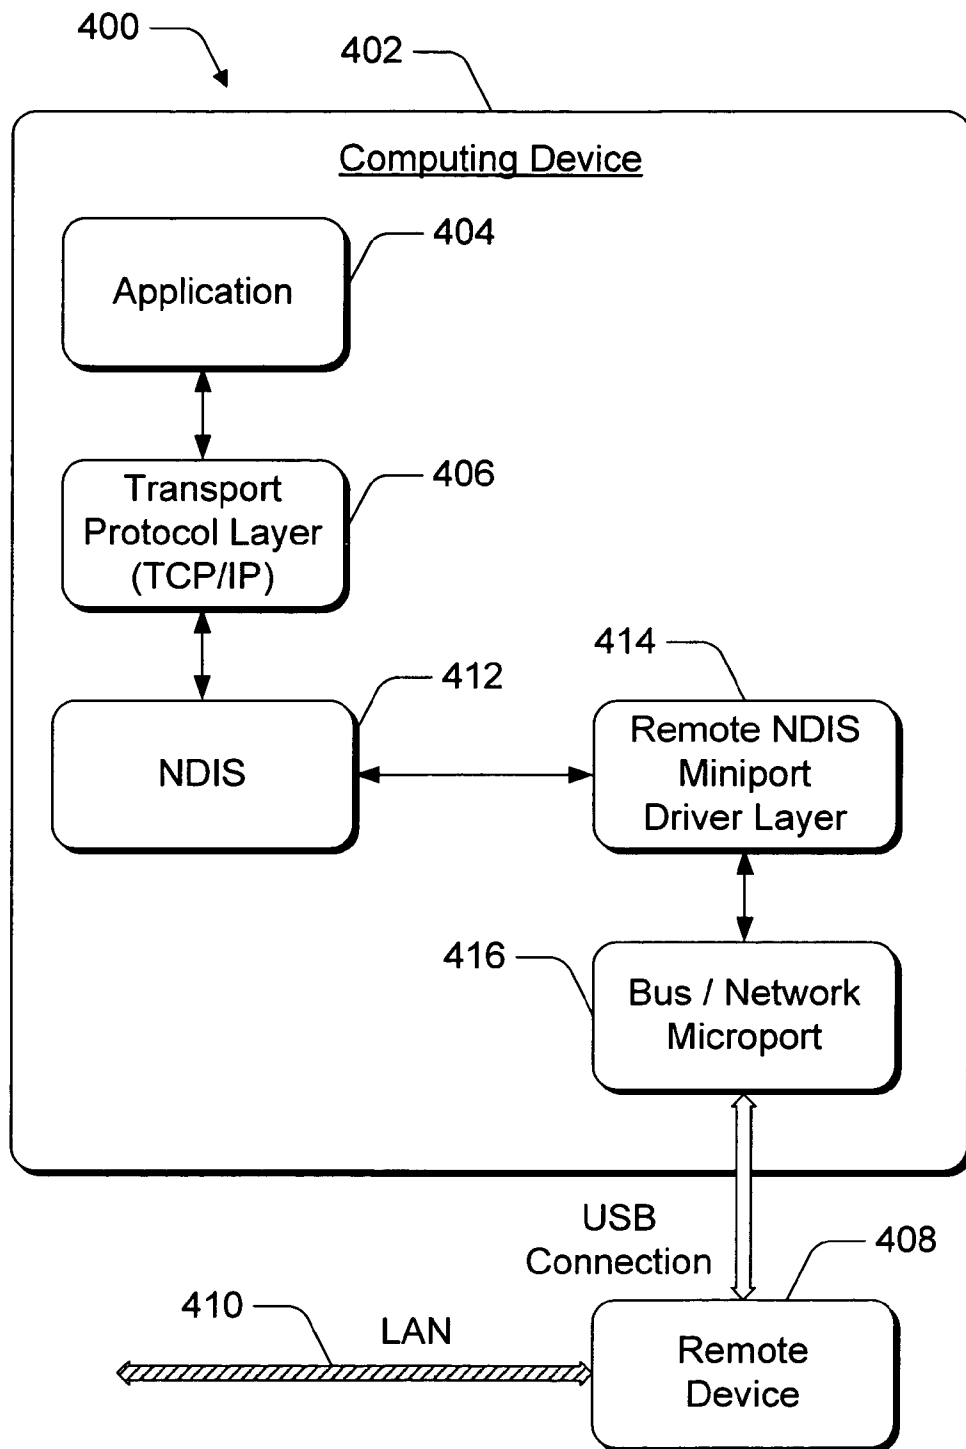 400
402
Computing Device
404
Application
406
Transport
Protocol Layer
(TCP/IP)
414
412
NDIS
Remote NDIS
Miniport
Driver Layer
416
Bus / Network
Microport
USB
Connection
408
410
LAN
Remote
Device